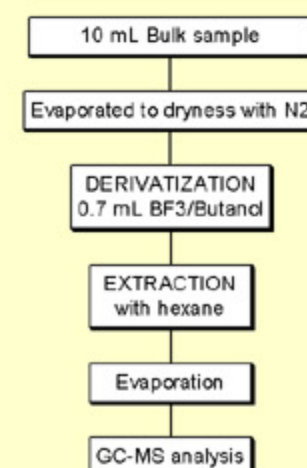 10 mL Bulk sample
Evaporated to dryness with N2
DERIVATIZATION
0.7 mL BF3/Butanol
EXTRACTION
with hexane
Evaporation
GC-MS analysis